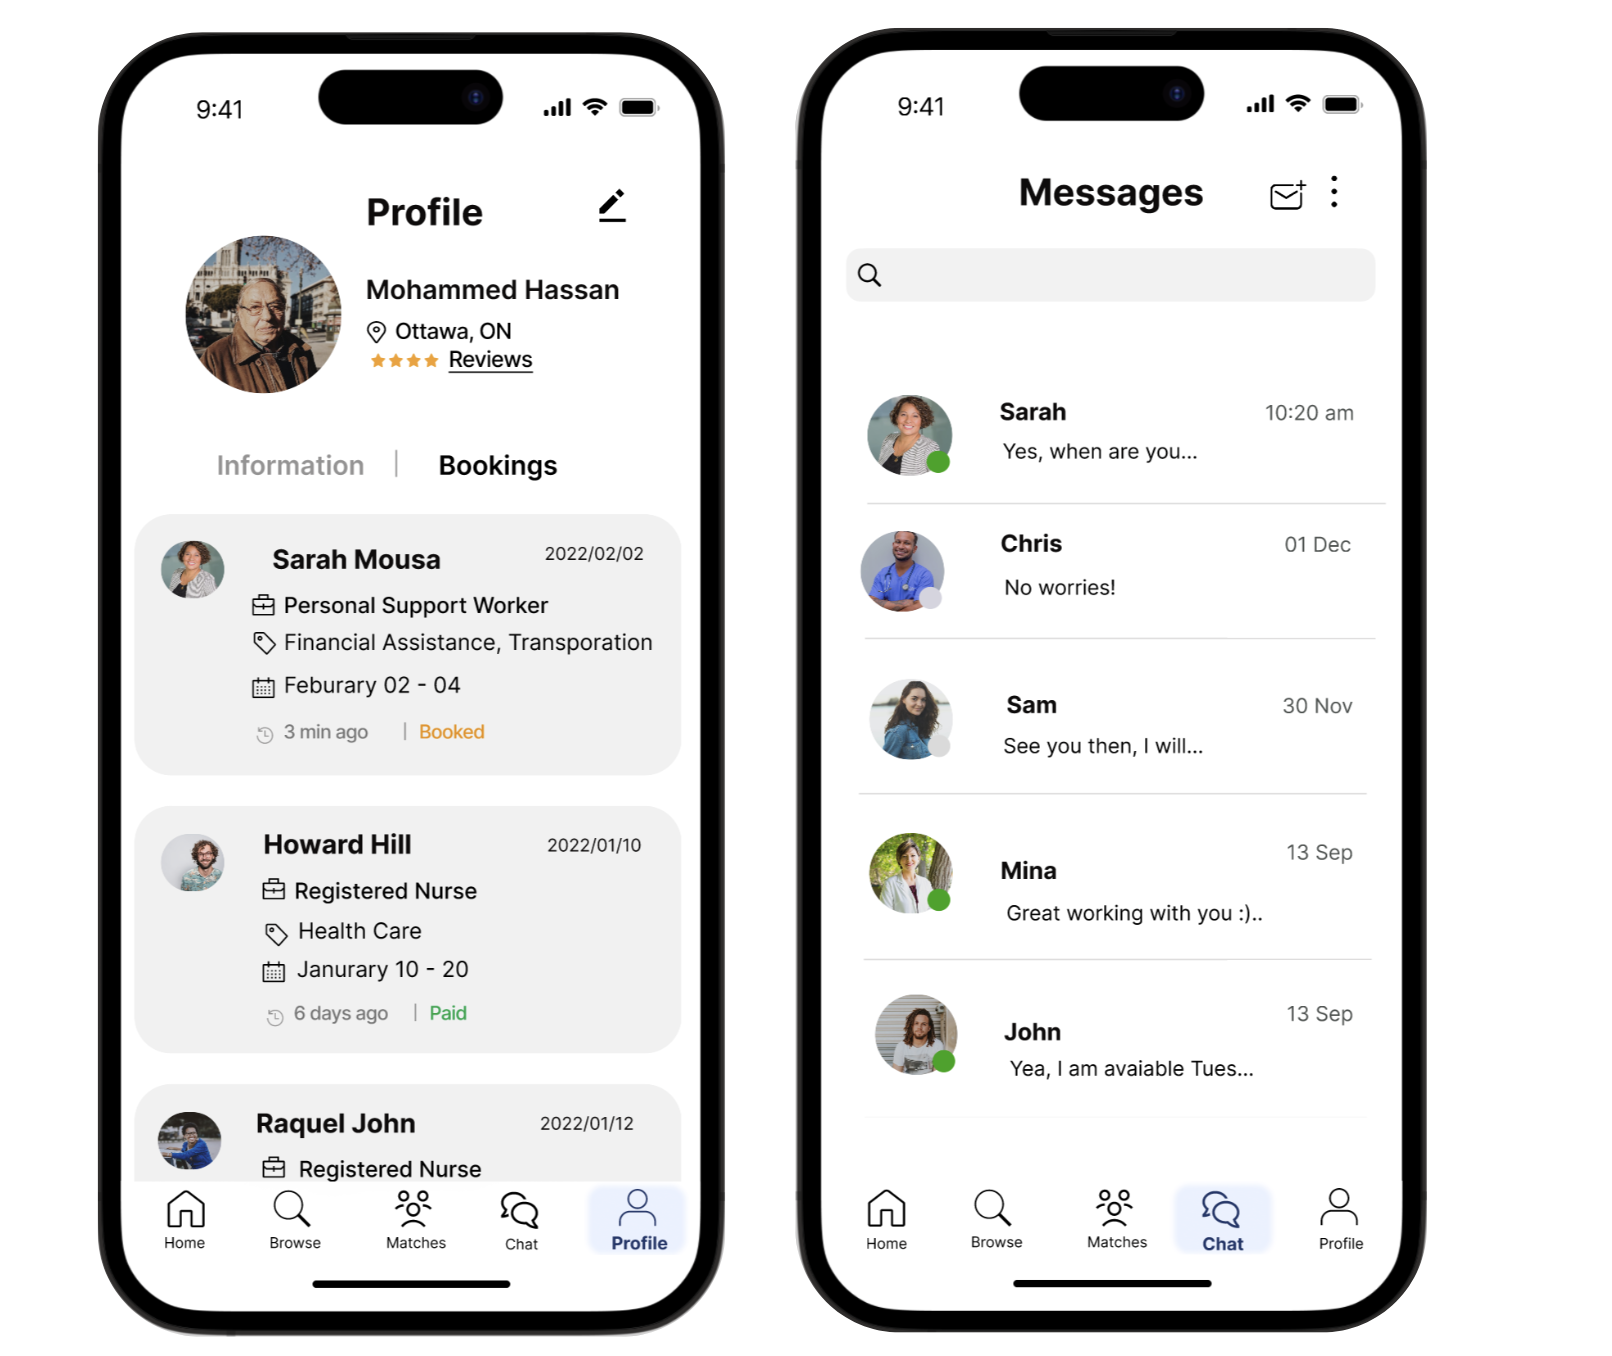 9:41
Profile
Mohammed Hassan
Ottawa, ON
Reviews
Information | Bookings
Sarah Mousa 2022/02/02
Personal Support Worker
Financial Assistance, Transporation
Feburary 02 - 04
3 min ago | Booked
Howard Hill 2022/01/10
Registered Nurse
Health Care
Janurary 10 - 20
6 days ago | Paid
Raquel John 2022/01/12
Registered Nurse
Home Browse Matches Chat Profile
9:41
Messages
Sarah 10:20 am
Yes, when are you...
Chris 01 Dec
No worries!
Sam 30 Nov
See you then, I will...
Mina 13 Sep
Great working with you :)..
John 13 Sep
Yea, I am avaiable Tues...
Home Browse Matches Chat Profile